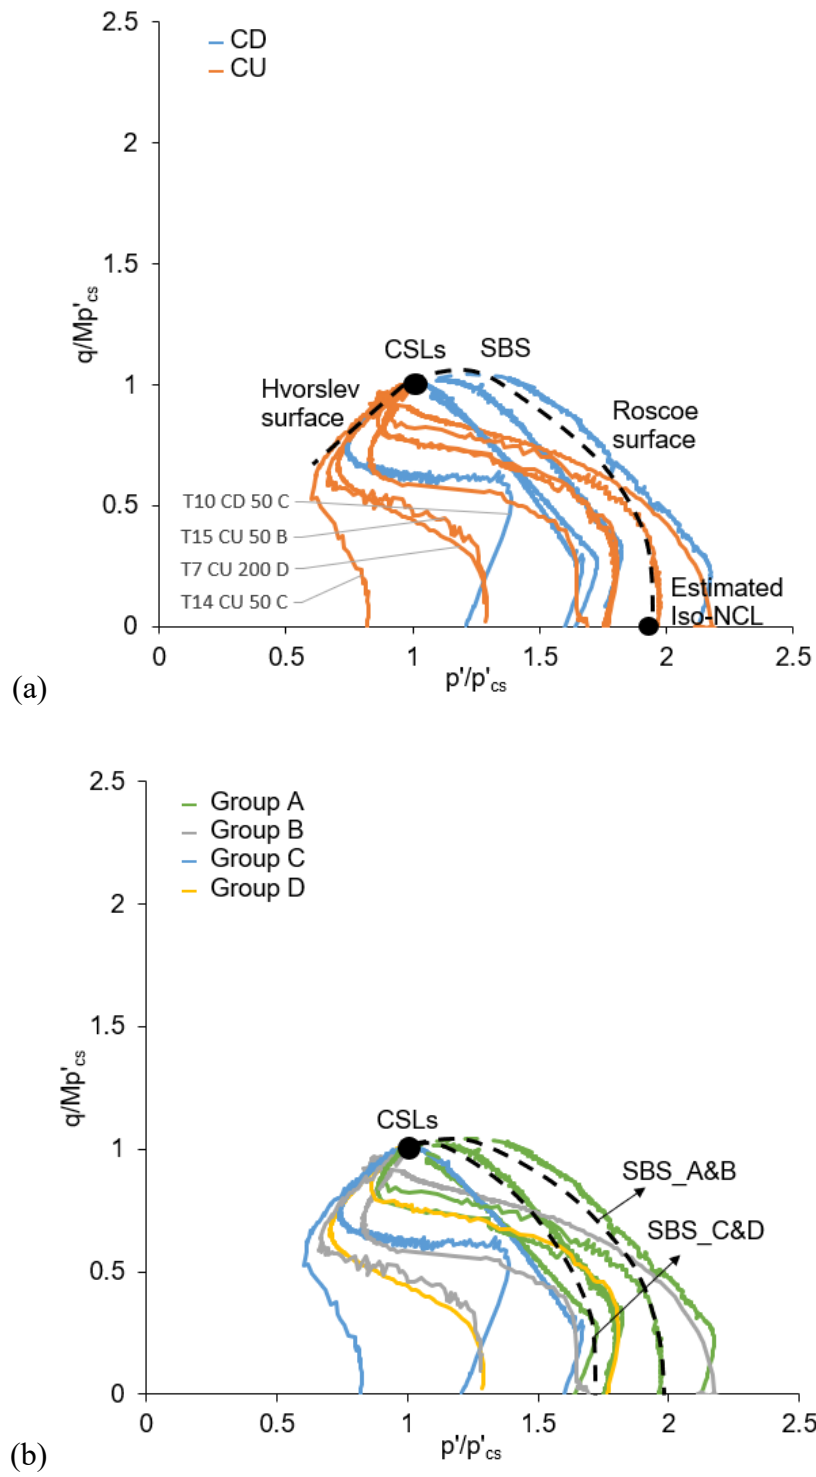 2.5
CD
CU
2
1.5
q/Mp'cs
CSLs
SBS
1
Hvorslev
surface
Roscoe
surface
0.5
T10 CD 50 C
T15 CU 50 B
T7 CU 200 D
T14 CU 50 C
Estimated
Iso-NCL
0
0 0.5 1 1.5 2 2.5
p'/p'cs
(a)
2.5
Group A
Group B
Group C
Group D
2
1.5
q/Mp'cs
CSLs
1
SBS_A&B
SBS_C&D
0.5
0
0 0.5 1 1.5 2 2.5
p'/p'cs
(b)